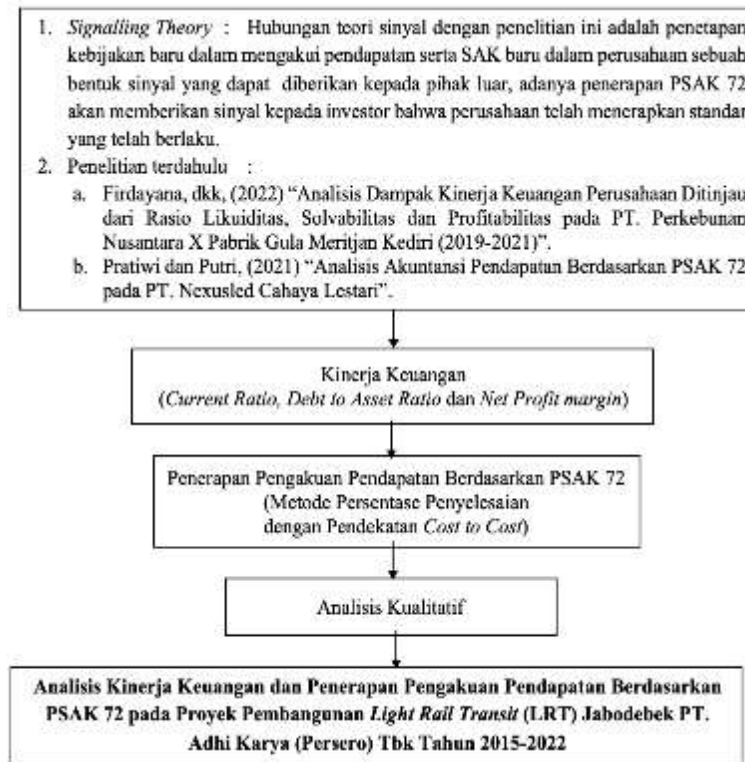 1. Signalling Theory : Hubungan teori sinyal dengan penelitian ini adalah penetapan
kebijakan baru dalam mengakui pendapatan serta SAK baru dalam perusahaan sebuah
bentuk sinyal yang dapat diberikan kepada pihak luar, adanya penerapan PSAK 72
akan memberikan sinyal kepada investor bahwa perusahaan telah menerapkan standar
yang telah berlaku.
2. Penelitian terdahulu :
a. Firdayana, dkk, (2022) “Analisis Dampak Kinerja Keuangan Perusahaan Ditinjau
dari Rasio Likuiditas, Solvabilitas dan Profitabilitas pada PT. Perkebunan
Nusantara X Pabrik Gula Meritjan Kediri (2019-2021)”.
b. Pratiwi dan Putri, (2021) “Analisis Akuntansi Pendapatan Berdasarkan PSAK 72
pada PT. Nexusled Cahaya Lestari”.
Kinerja Keuangan
(Current Ratio, Debt to Asset Ratio dan Net Profit margin)
Penerapan Pengakuan Pendapatan Berdasarkan PSAK 72
(Metode Persentase Penyelesaian
dengan Pendekatan Cost to Cost)
Analisis Kualitatif
Analisis Kinerja Keuangan dan Penerapan Pengakuan Pendapatan Berdasarkan
PSAK 72 pada Proyek Pembangunan Light Rail Transit (LRT) Jabodebek PT.
Adhi Karya (Persero) Tbk Tahun 2015-2022